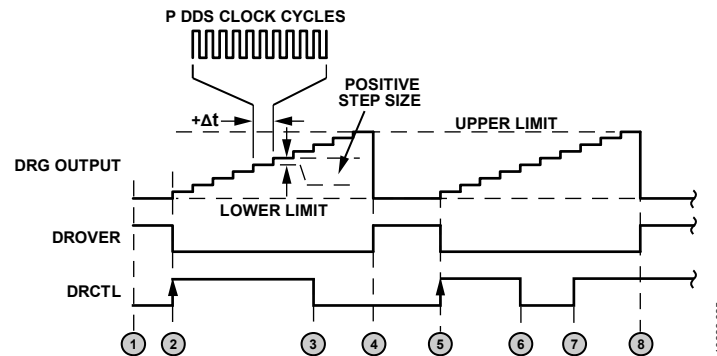 P DDS CLOCK CYCLES
POSITIVE
STEP SIZE
+Δt
UPPER LIMIT
DRG OUTPUT
LOWER LIMIT
DROVER
DRCTL
1 2 3 4 5 6 7 8